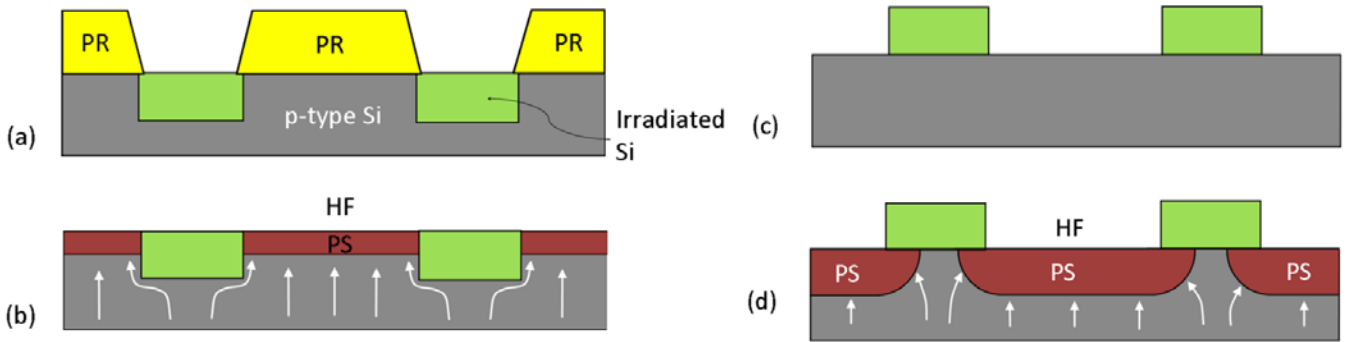 PR
PR
PR
p-type Si
Irradiated
Si
(a)
HF
PS
(b)
(c)
HF
PS
PS
PS
(d)